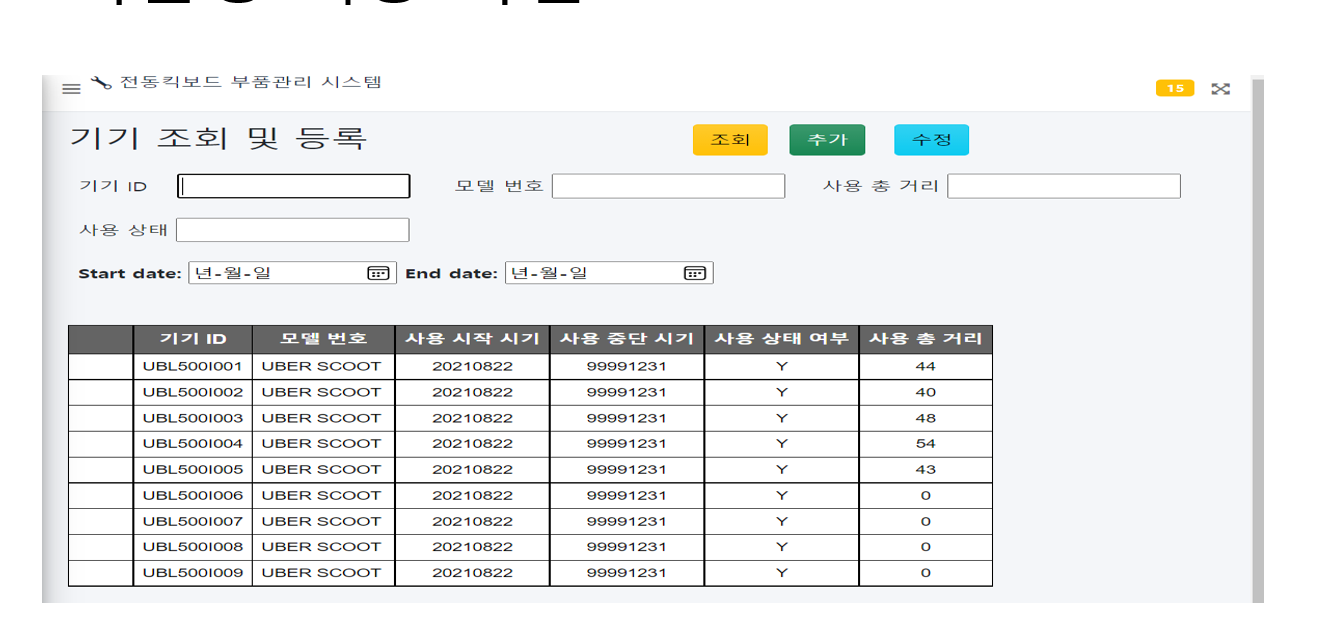 전동킥보드 부품관리 시스템 15
기기 조회 및 등록 조회 추가 수정
기기 ID 모델 번호 사용 총 거리
사용 상태
Start date: 년-월-일 End date: 년-월-일
기기 ID 모델 번호 사용 시작 시기 사용 중단 시기 사용 상태 여부 사용 총 거리
UBL500I001 UBER SCOOT 20210822 99991231 Y 44
UBL500I002 UBER SCOOT 20210822 99991231 Y 40
UBL500I003 UBER SCOOT 20210822 99991231 Y 48
UBL500I004 UBER SCOOT 20210822 99991231 Y 54
UBL500I005 UBER SCOOT 20210822 99991231 Y 43
UBL500I006 UBER SCOOT 20210822 99991231 Y 0
UBL500I007 UBER SCOOT 20210822 99991231 Y 0
UBL500I008 UBER SCOOT 20210822 99991231 Y 0
UBL500I009 UBER SCOOT 20210822 99991231 Y 0